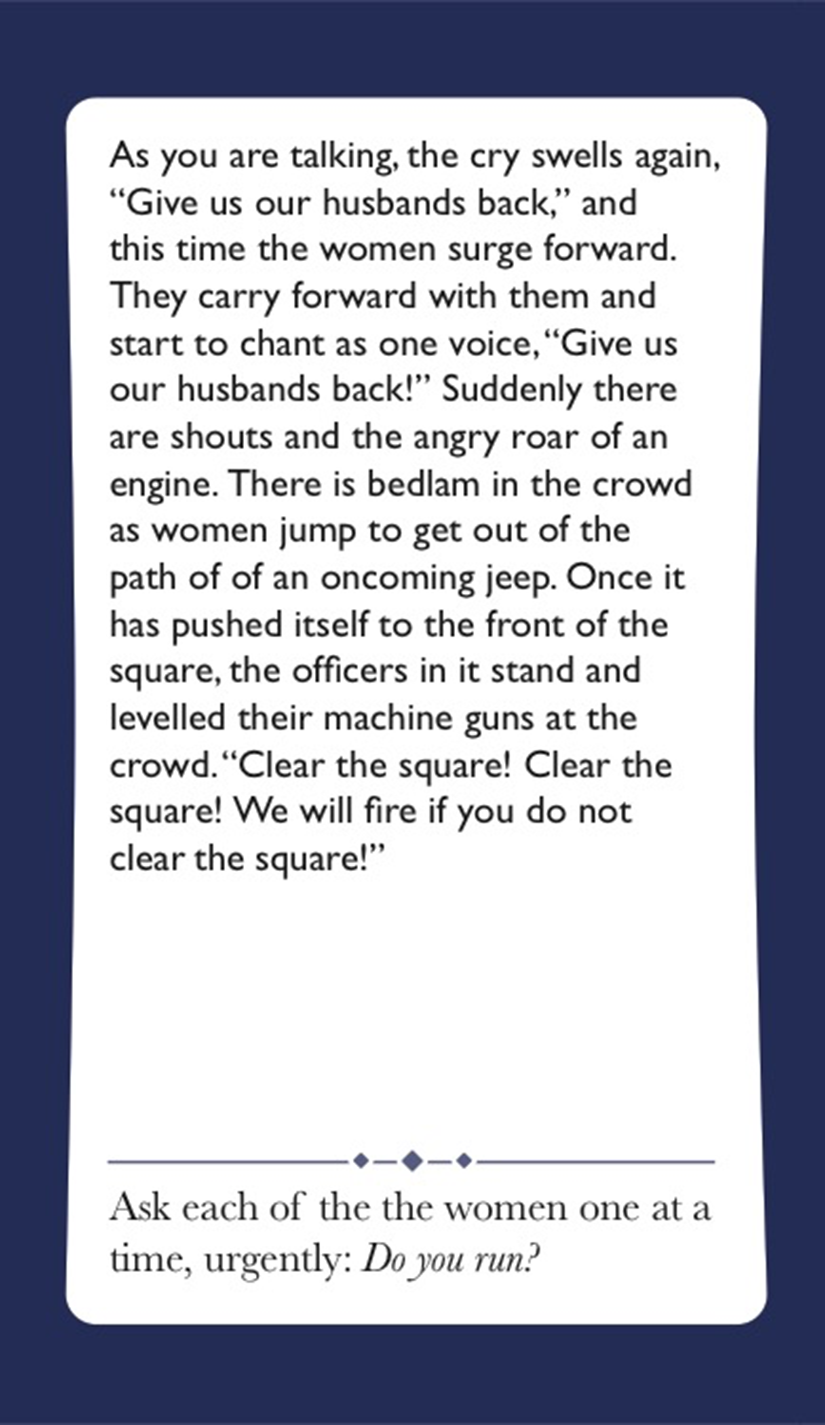 As you are talking, the cry swells again,
“Give us our husbands back,” and
this time the women surge forward.
They carry forward with them and
start to chant as one voice, “Give us
our husbands back!” Suddenly there
are shouts and the angry roar of an
engine. There is bedlam in the crowd
as women jump to get out of the
path of of an oncoming jeep. Once it
has pushed itself to the front of the
square, the officers in it stand and
levelled their machine guns at the
crowd. “Clear the square! Clear the
square! We will fire if you do not
clear the square!”
Ask each of the the women one at a
time, urgently: Do you run?